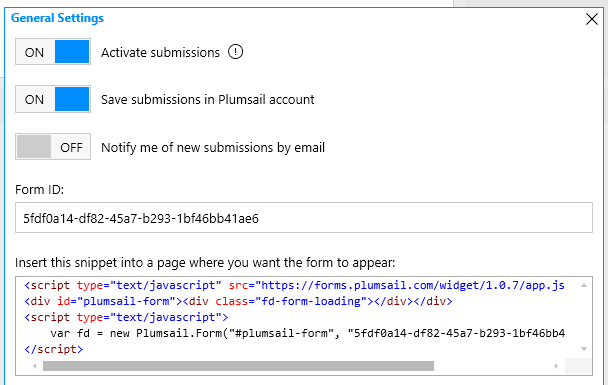 General Settings
ON Activate submissions
ON Save submissions in Plumsail account
OFF Notify me of new submissions by email
Form ID:
5fdf0a14-df82-45a7-b293-1bf46bb41ae6
Insert this snippet into a page where you want the form to appear:
<script type="text/javascript" src="https://forms.plumsail.com/widget/1.0.7/app.js
<div id="plumsail-form"><div class="fd-form-loading"></div></div>
<script type="text/javascript">
var fd = new Plumsail.Form("#plumsail-form", "5fdf0a14-df82-45a7-b293-1bf46bb4
</script>